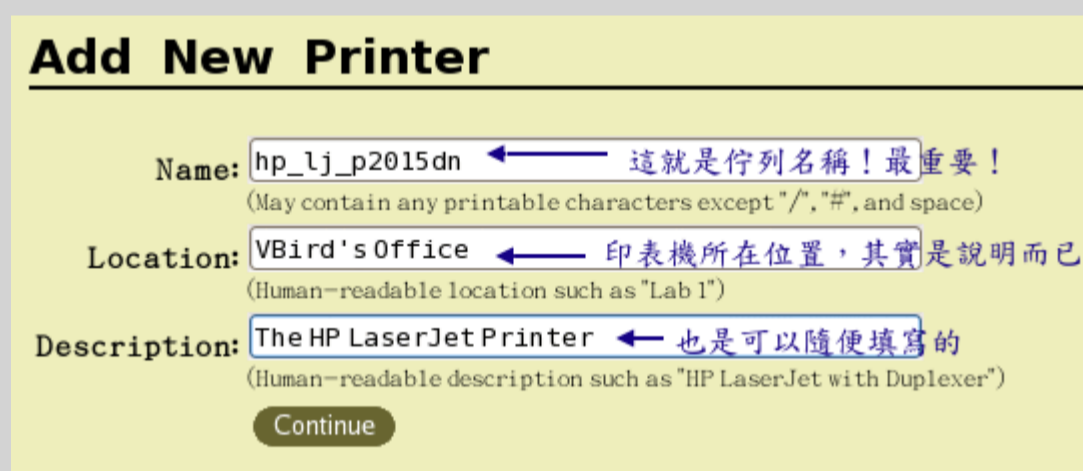 Add New Printer
Name: hp_lj_p2015dn 這就是佇列名稱！最重要！
(May contain any printable characters except "/", "#", and space)
Location: VBird's Office 印表機所在位置，其實是說明而已
(Human-readable location such as "Lab 1")
Description: The HP LaserJet Printer 也是可以隨便填寫的
(Human-readable description such as "HP LaserJet with Duplexer")
Continue